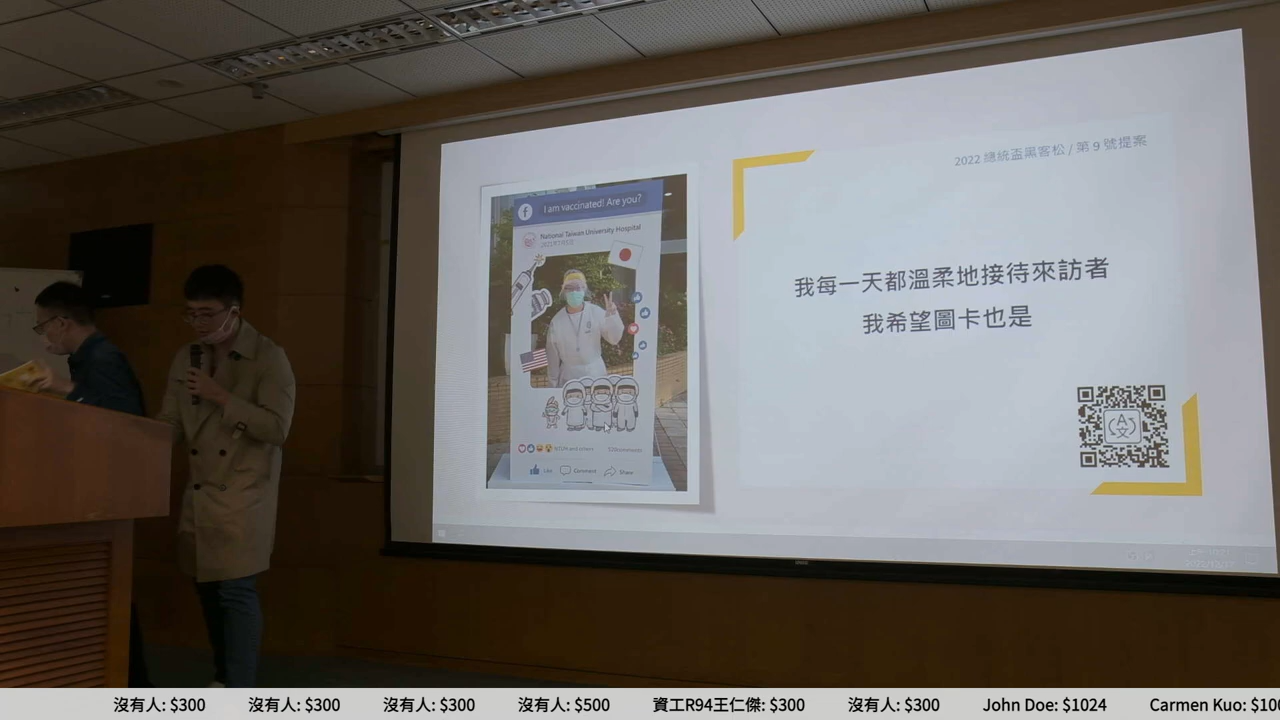 2022 總統盃黑客松 / 第 9 號提案
I am vaccinated! Are you?
National Taiwan University Hospital
我每一天都溫柔地接待來訪者
我希望圖卡也是
Like
Comment
Share
沒有人: $300
沒有人: $300
沒有人: $300
沒有人: $500
資工R94王仁傑: $300
沒有人: $300
John Doe: $1024
Carmen Kuo: